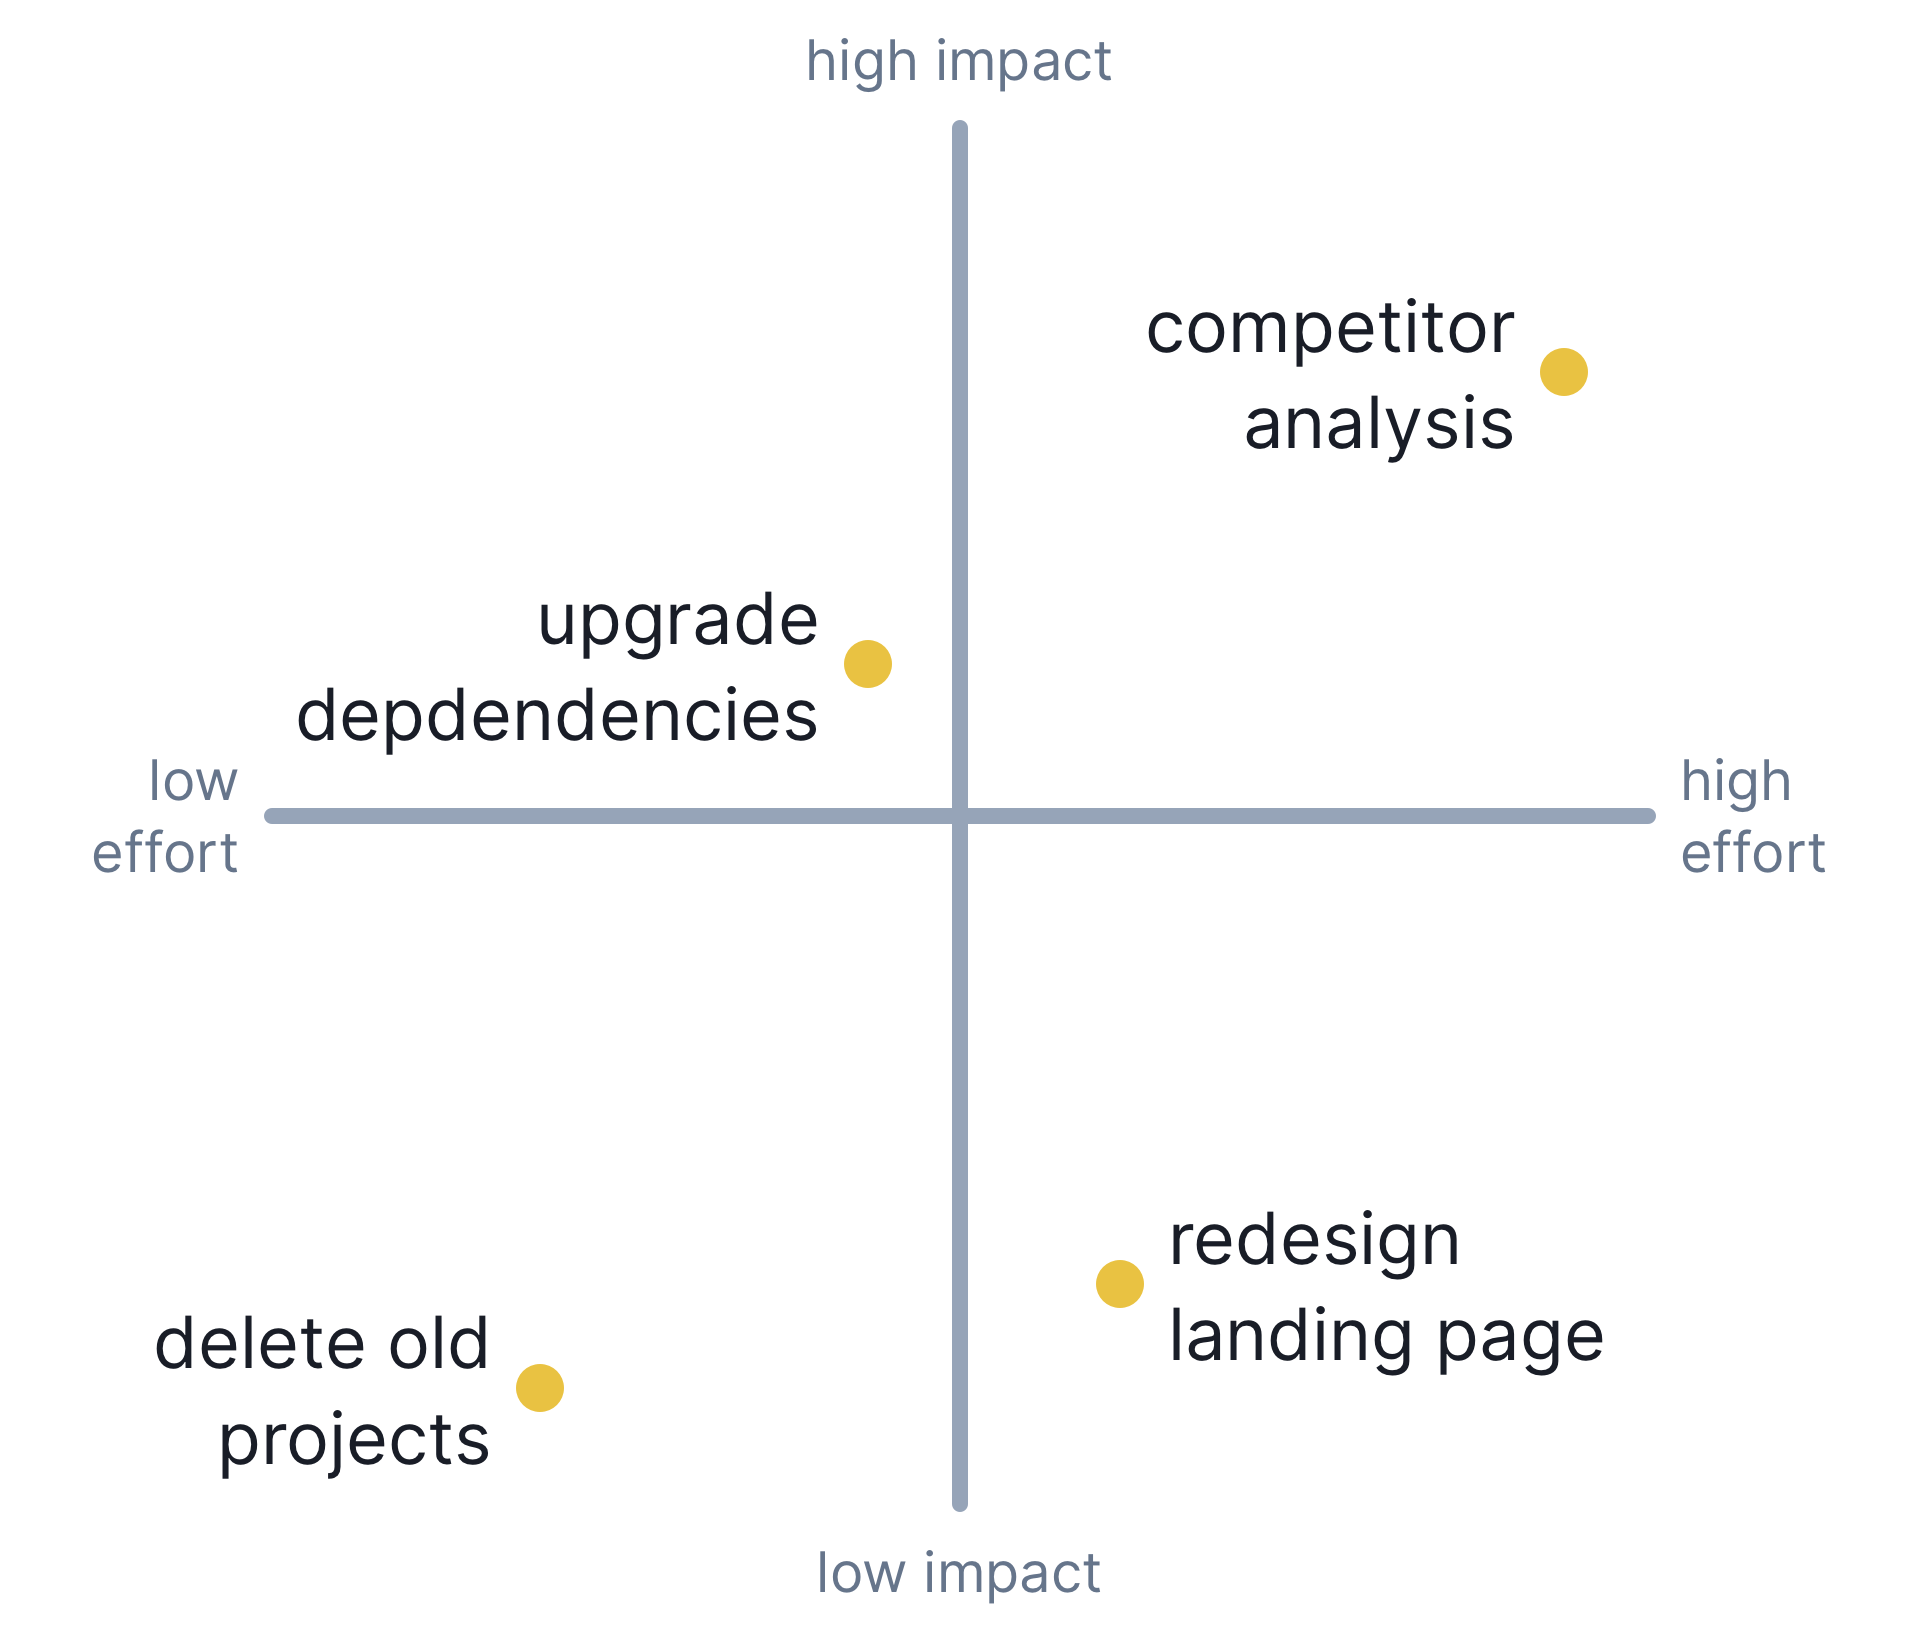 high impact
competitor
analysis
upgrade
depdendencies
low
effort
high
effort
redesign
landing page
delete old
projects
low impact